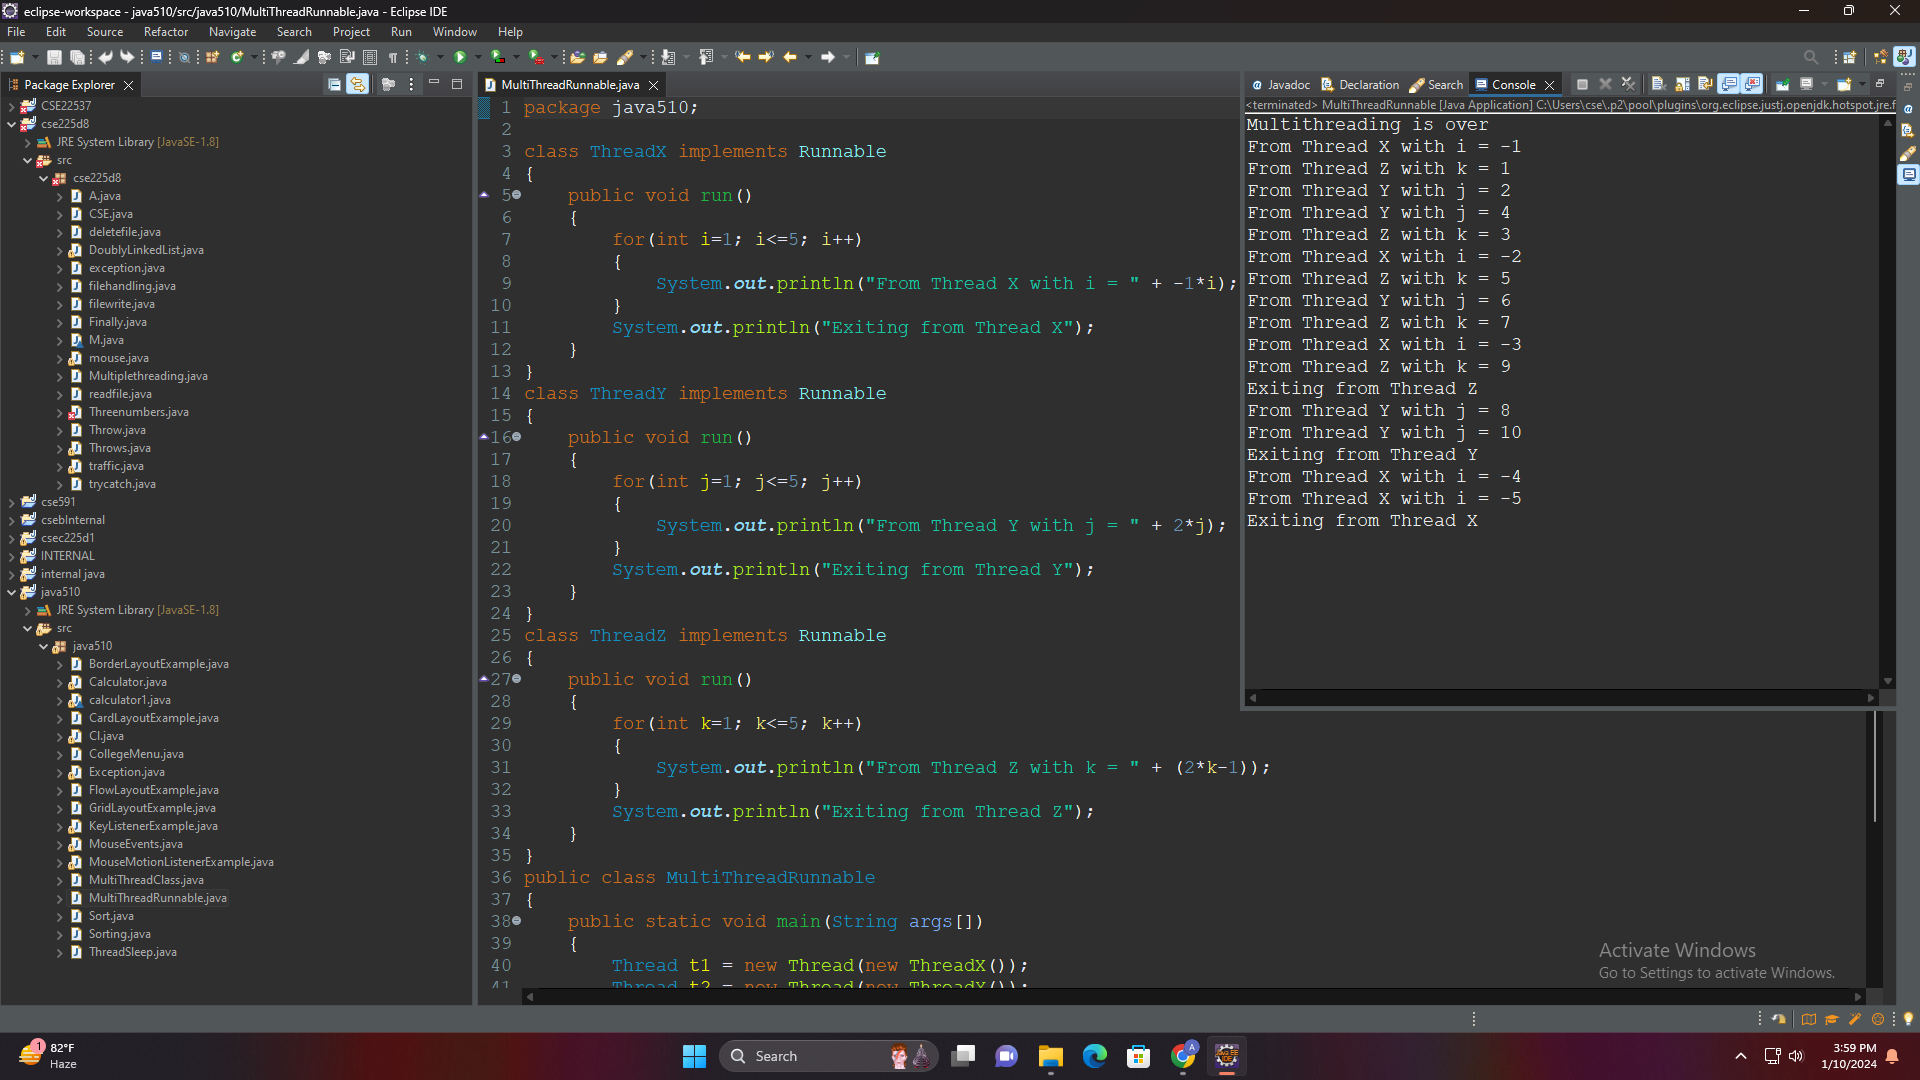 eclipse-workspace - java510/src/java510/MultiThreadRunnable.java - Eclipse IDE
File Edit Source Refactor Navigate Search Project Run Window Help
Package Explorer
CSE22537
cse225d8
JRE System Library [JavaSE-1.8]
src
cse225d8
A.java
CSE.java
deletefile.java
DoublyLinkedList.java
exception.java
filehandling.java
filewrite.java
Finally.java
M.java
mouse.java
Multiplethreading.java
readfile.java
Threenumbers.java
Throw.java
Throws.java
traffic.java
trycatch.java
cse591
csebInternal
csec225d1
INTERNAL
internal java
java510
JRE System Library [JavaSE-1.8]
src
java510
BorderLayoutExample.java
Calculator.java
calculator1.java
CardLayoutExample.java
CI.java
CollegeMenu.java
Exception.java
FlowLayoutExample.java
GridLayoutExample.java
KeyListenerExample.java
MouseEvents.java
MouseMotionListenerExample.java
MultiThreadClass.java
MultiThreadRunnable.java
Sort.java
Sorting.java
ThreadSleep.java
MultiThreadRunnable.java
1 package java510;
2
3 class ThreadX implements Runnable
4 {
5 public void run()
6 {
7 for(int i=1; i<=5; i++)
8 {
9 System.out.println("From Thread X with i = " + -1*i);
10 }
11 System.out.println("Exiting from Thread X");
12 }
13 }
14 class ThreadY implements Runnable
15 {
16 public void run()
17 {
18 for(int j=1; j<=5; j++)
19 {
20 System.out.println("From Thread Y with j = " + 2*j);
21 }
22 System.out.println("Exiting from Thread Y");
23 }
24 }
25 class ThreadZ implements Runnable
26 {
27 public void run()
28 {
29 for(int k=1; k<=5; k++)
30 {
31 System.out.println("From Thread Z with k = " + (2*k-1));
32 }
33 System.out.println("Exiting from Thread Z");
34 }
35 }
36 public class MultiThreadRunnable
37 {
38 public static void main(String args[])
39 {
40 Thread t1 = new Thread(new ThreadX());
41 Thread t2 = new Thread(new ThreadY());
Javadoc Declaration Search Console
<terminated> MultiThreadRunnable [Java Application] C:\Users\cse\.p2\pool\plugins\org.eclipse.justj.openjdk.hotspot.jre.f
Multithreading is over
From Thread X with i = -1
From Thread Z with k = 1
From Thread Y with j = 2
From Thread Y with j = 4
From Thread Z with k = 3
From Thread X with i = -2
From Thread Z with k = 5
From Thread Y with j = 6
From Thread Z with k = 7
From Thread X with i = -3
From Thread Z with k = 9
Exiting from Thread Z
From Thread Y with j = 8
From Thread Y with j = 10
Exiting from Thread Y
From Thread X with i = -4
From Thread X with i = -5
Exiting from Thread X
Activate Windows
Go to Settings to activate Windows.
1
82°F
Haze
Search
3:59 PM
1/10/2024